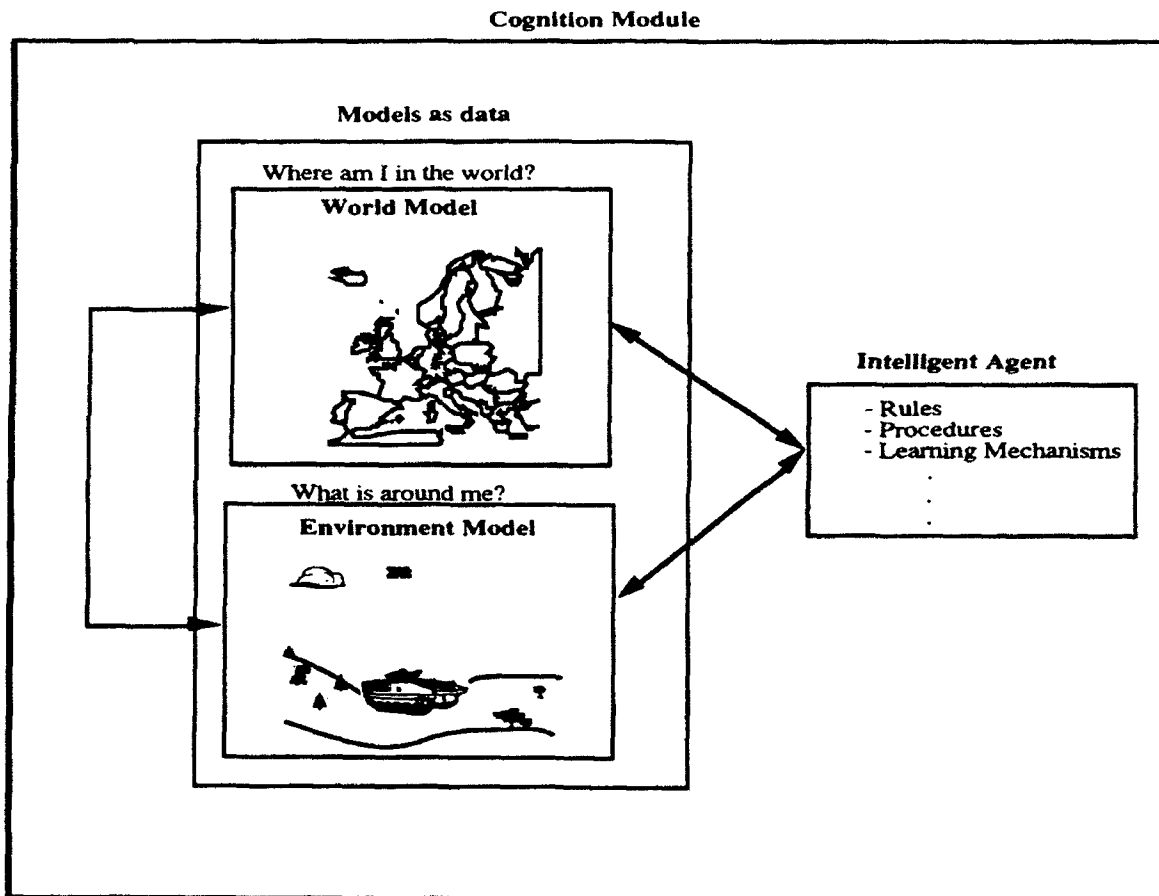 Cognition Module
Models as data
Where am I in the world?
World Model
What is around me?
Environment Model
Intelligent Agent
- Rules
- Procedures
- Learning Mechanisms
.
.
.